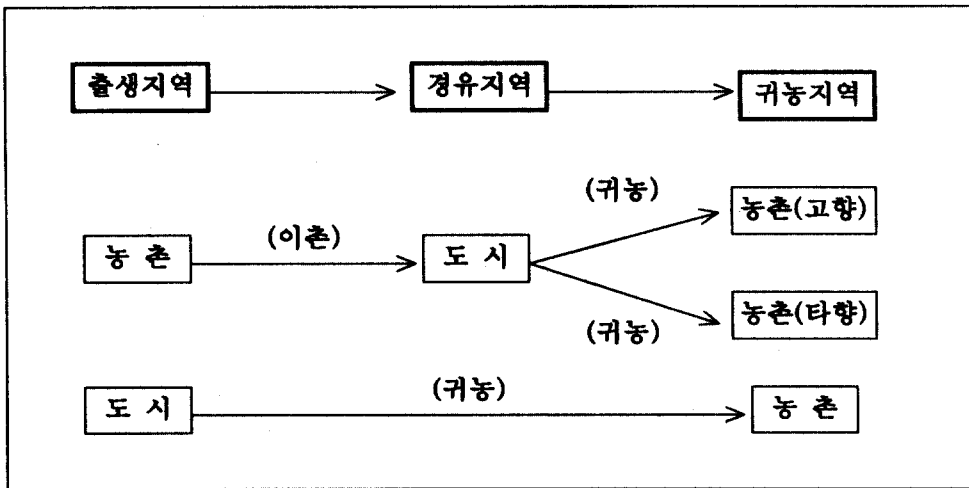 출생지역 경유지역 귀농지역
(귀농) 농촌(고향)
농 촌 (이촌) 도 시
(귀농) 농촌(타향)
도 시 (귀농) 농 촌